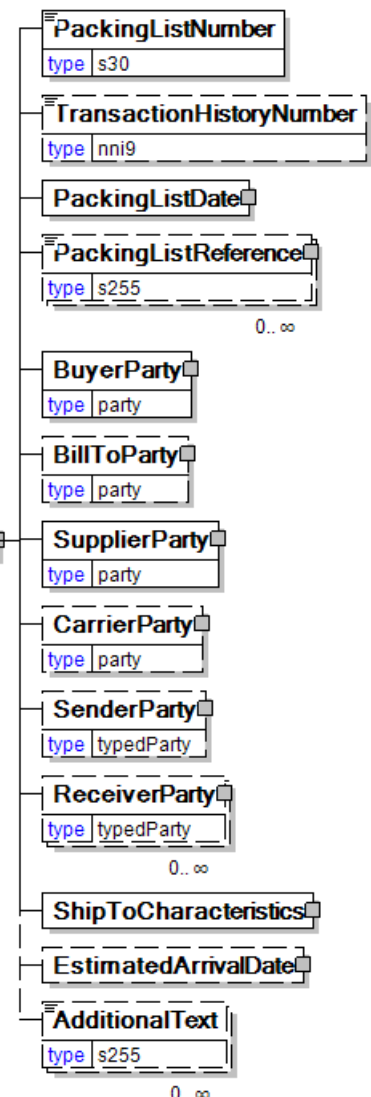 PackingListNumber
type s30
TransactionHistoryNumber
type nni9
PackingListDate
PackingListReference
type s255
0.. ∞
BuyerParty
type party
BillToParty
type party
SupplierParty
type party
CarrierParty
type party
SenderParty
type typedParty
ReceiverParty
type typedParty
0.. ∞
ShipToCharacteristics
EstimatedArrivalDate
AdditionalText
type s255
0.. ∞